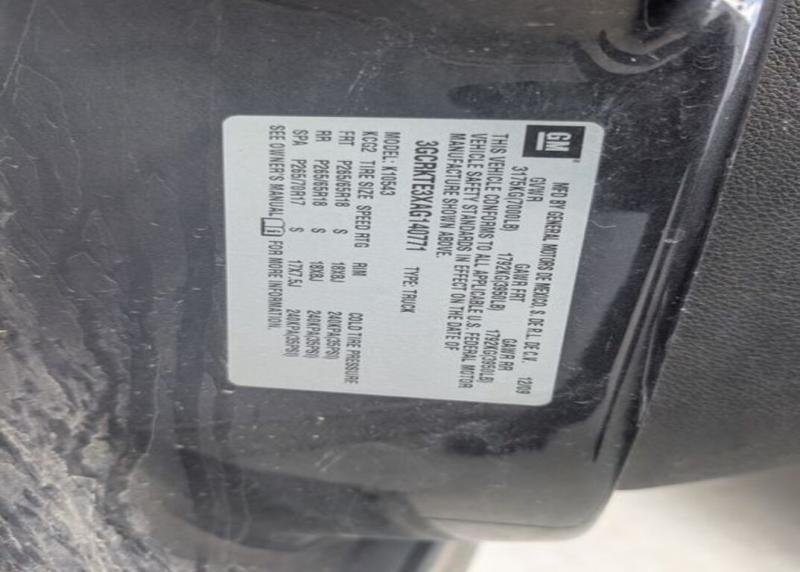 GM
MFD BY GENERAL MOTORS DE MEXICO, S. DE R.L. DE C.V. 12/09
GVWR GAWR FRT GAWR RR
3175KG(7000LB) 1792KG(3950LB) 1792KG(3950LB)
THIS VEHICLE CONFORMS TO ALL APPLICABLE U.S. FEDERAL MOTOR
VEHICLE SAFETY STANDARDS IN EFFECT ON THE DATE OF
MANUFACTURE SHOWN ABOVE.
3GCRKTE3XAG140771 TYPE: TRUCK
MODEL: K10543
KCG2 TIRE SIZE SPEED RTG RIM COLD TIRE PRESSURE
FRT P265/65R18 S 18X8J 240KPA(35PSI)
RR P265/65R18 S 18X8J 240KPA(35PSI)
SPA P265/70R17 S 17X7.5J 240KPA(35PSI)
SEE OWNER'S MANUAL FOR MORE INFORMATION.